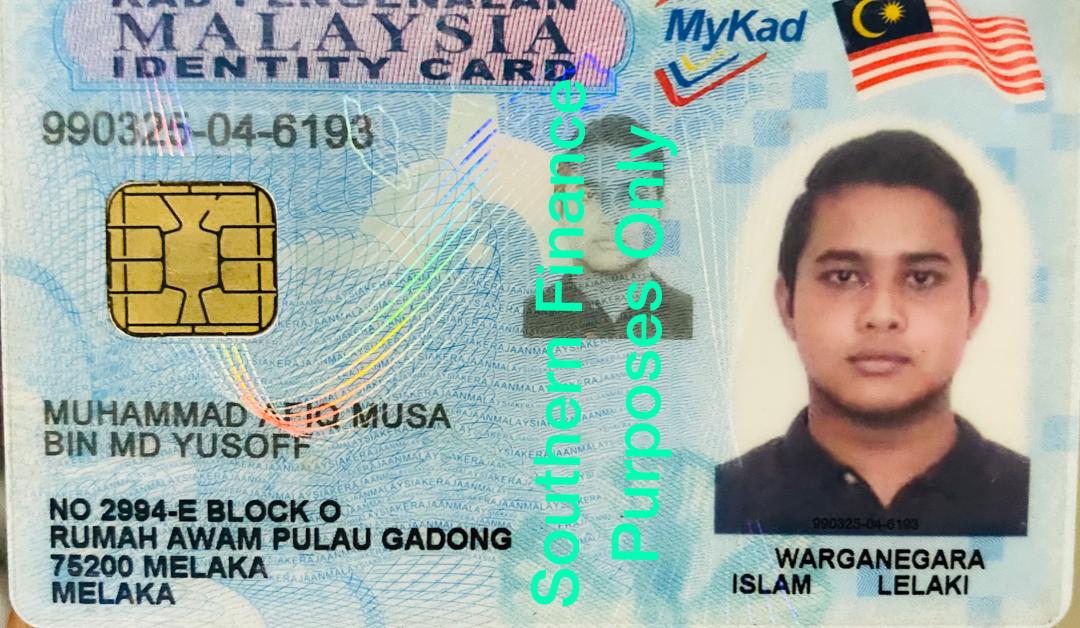 KAD PENGENALAN
MALAYSIA
IDENTITY CARD
MyKad
990325-04-6193
MUHAMMAD AFIQ MUSA
BIN MD YUSOFF
NO 2994-E BLOCK O
RUMAH AWAM PULAU GADONG
75200 MELAKA
MELAKA
Southern Finance
Purposes Only
990325-04-6193
WARGANEGARA
ISLAM LELAKI